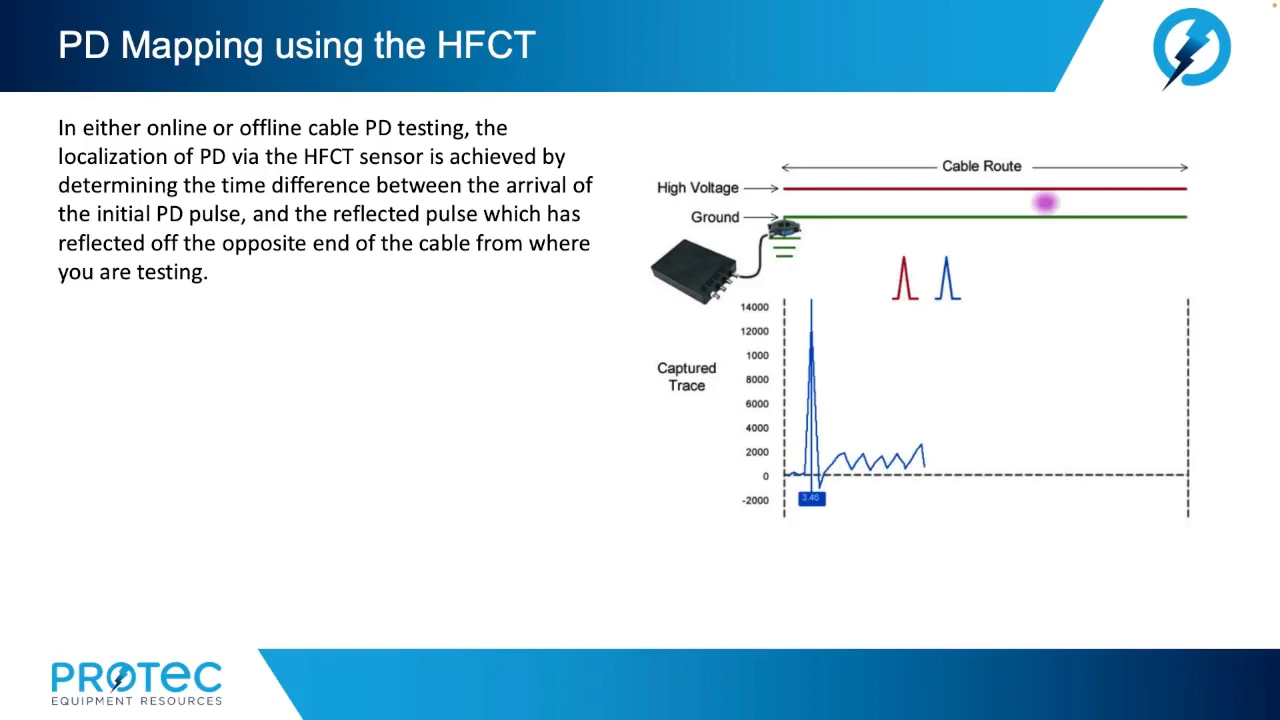 PD Mapping using the HFCT
In either online or offline cable PD testing, the
localization of PD via the HFCT sensor is achieved by
determining the time difference between the arrival of
the initial PD pulse, and the reflected pulse which has
reflected off the opposite end of the cable from where
you are testing.
Cable Route
High Voltage
Ground
Captured
Trace
14000
12000
1000
8000
6000
4000
2000
0
-2000
3.46
PROTEC
EQUIPMENT RESOURCES